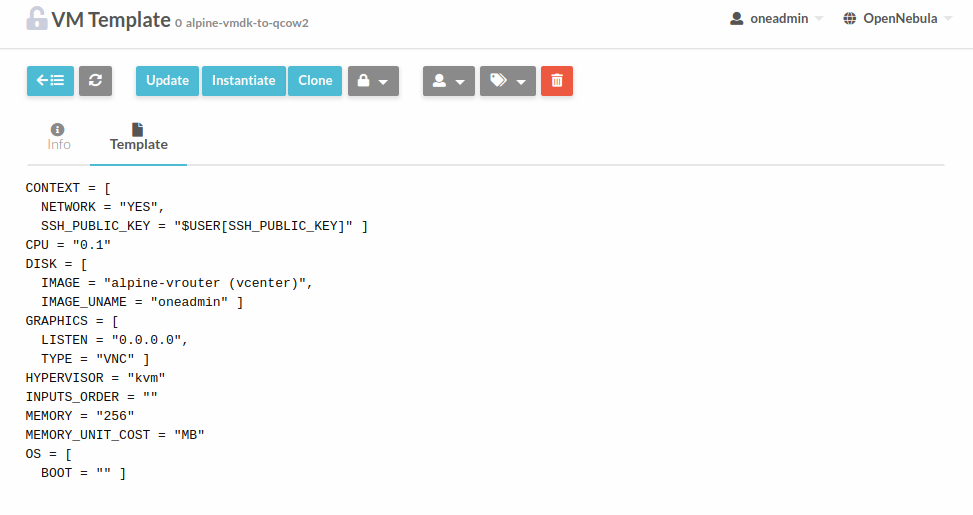 VM Template 0 alpine-vmdk-to-qcow2
oneadmin
OpenNebula
Update
Instantiate
Clone
Info
Template
CONTEXT = [
  NETWORK = "YES",
  SSH_PUBLIC_KEY = "$USER[SSH_PUBLIC_KEY]" ]
CPU = "0.1"
DISK = [
  IMAGE = "alpine-vrouter (vcenter)",
  IMAGE_UNAME = "oneadmin" ]
GRAPHICS = [
  LISTEN = "0.0.0.0",
  TYPE = "VNC" ]
HYPERVISOR = "kvm"
INPUTS_ORDER = ""
MEMORY = "256"
MEMORY_UNIT_COST = "MB"
OS = [
  BOOT = "" ]